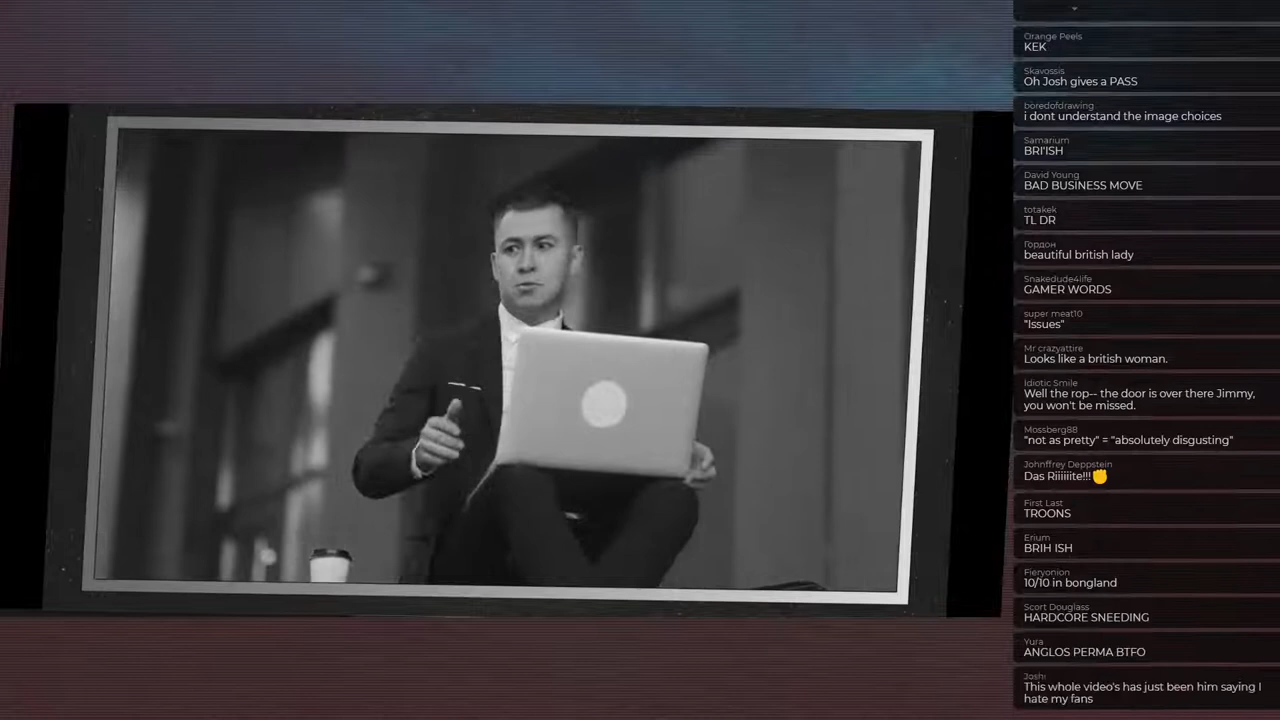 Orange Peels
KEK
Skavossis
Oh Josh gives a PASS
boredofdrawing
i dont understand the image choices
Samarium
BRI'ISH
David Young
BAD BUSINESS MOVE
totakek
TL DR
Гордон
beautiful british lady
Snakedude4life
GAMER WORDS
super meat10
"Issues"
Mr crazyattire
Looks like a british woman.
Idiotic Smile
Well the rop-- the door is over there Jimmy,
you won't be missed.
Mossberg88
"not as pretty" = "absolutely disgusting"
Johnffrey Deppstein
Das Riiiiiite!!!✊
First Last
TROONS
Erium
BRIH ISH
Fieryonion
10/10 in bongland
Scort Douglass
HARDCORE SNEEDING
Yura
ANGLOS PERMA BTFO
Josh!
This whole video's has just been him saying I
hate my fans